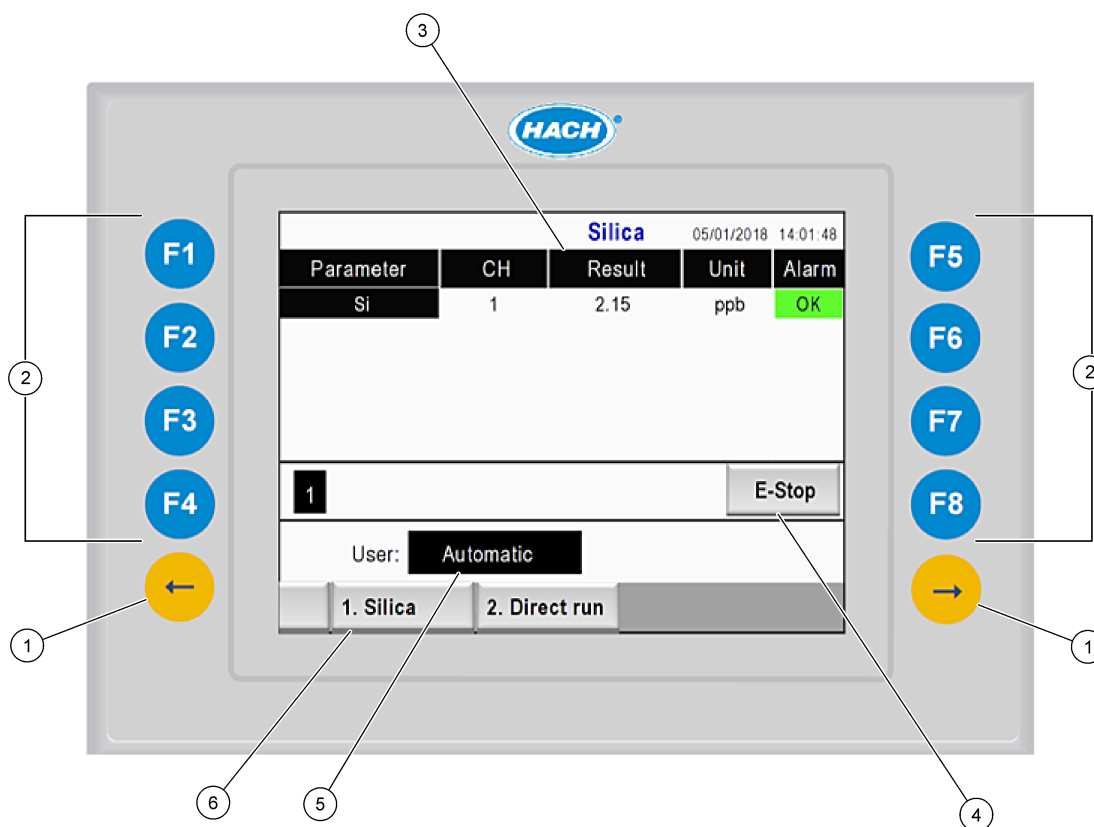 3
HACH
Silica 05/01/2018 14:01:48
Parameter CH Result Unit Alarm
Si 1 2.15 ppb OK
F1
F2
F3
F4
←
F5
F6
F7
F8
→
2
2
1
E-Stop
User: Automatic
1. Silica 2. Direct run
1
1
6
5
4